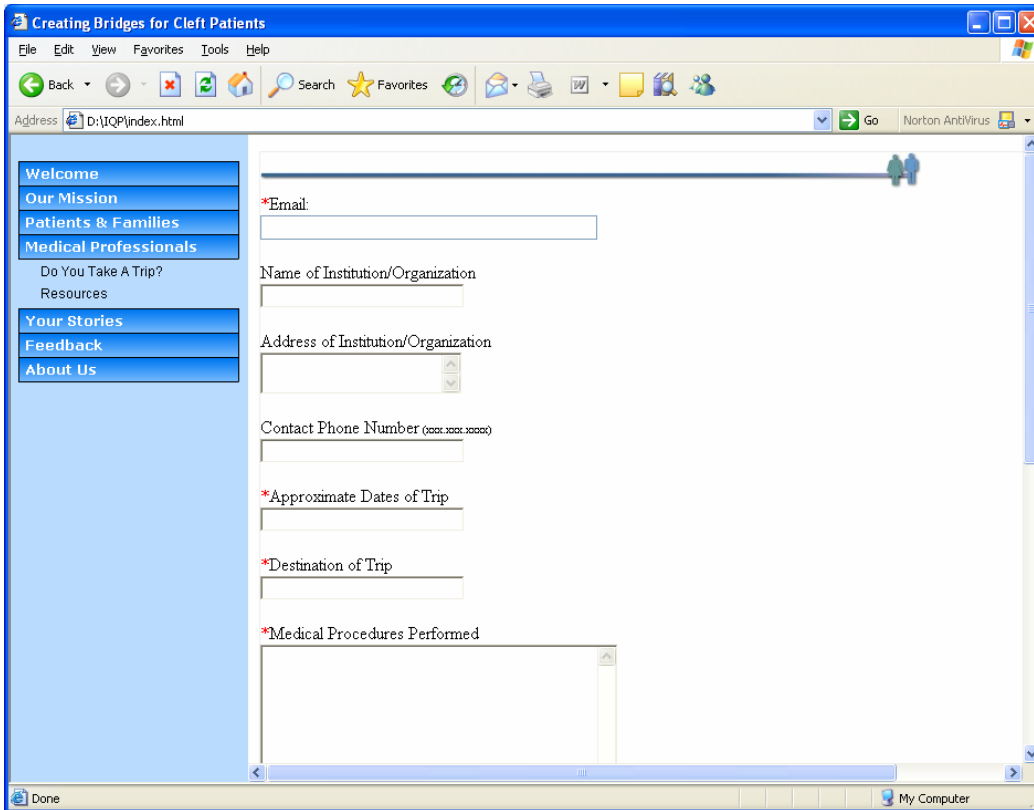 Creating Bridges for Cleft Patients
File Edit View Favorites Tools Help
Back Search Favorites W
Address D:\IQP\index.html Go Norton AntiVirus
Welcome
Our Mission
Patients & Families
Medical Professionals
Do You Take A Trip?
Resources
Your Stories
Feedback
About Us
*Email:
Name of Institution/Organization
Address of Institution/Organization
Contact Phone Number (xxx.xxx.xxxx)
*Approximate Dates of Trip
*Destination of Trip
*Medical Procedures Performed
Done My Computer